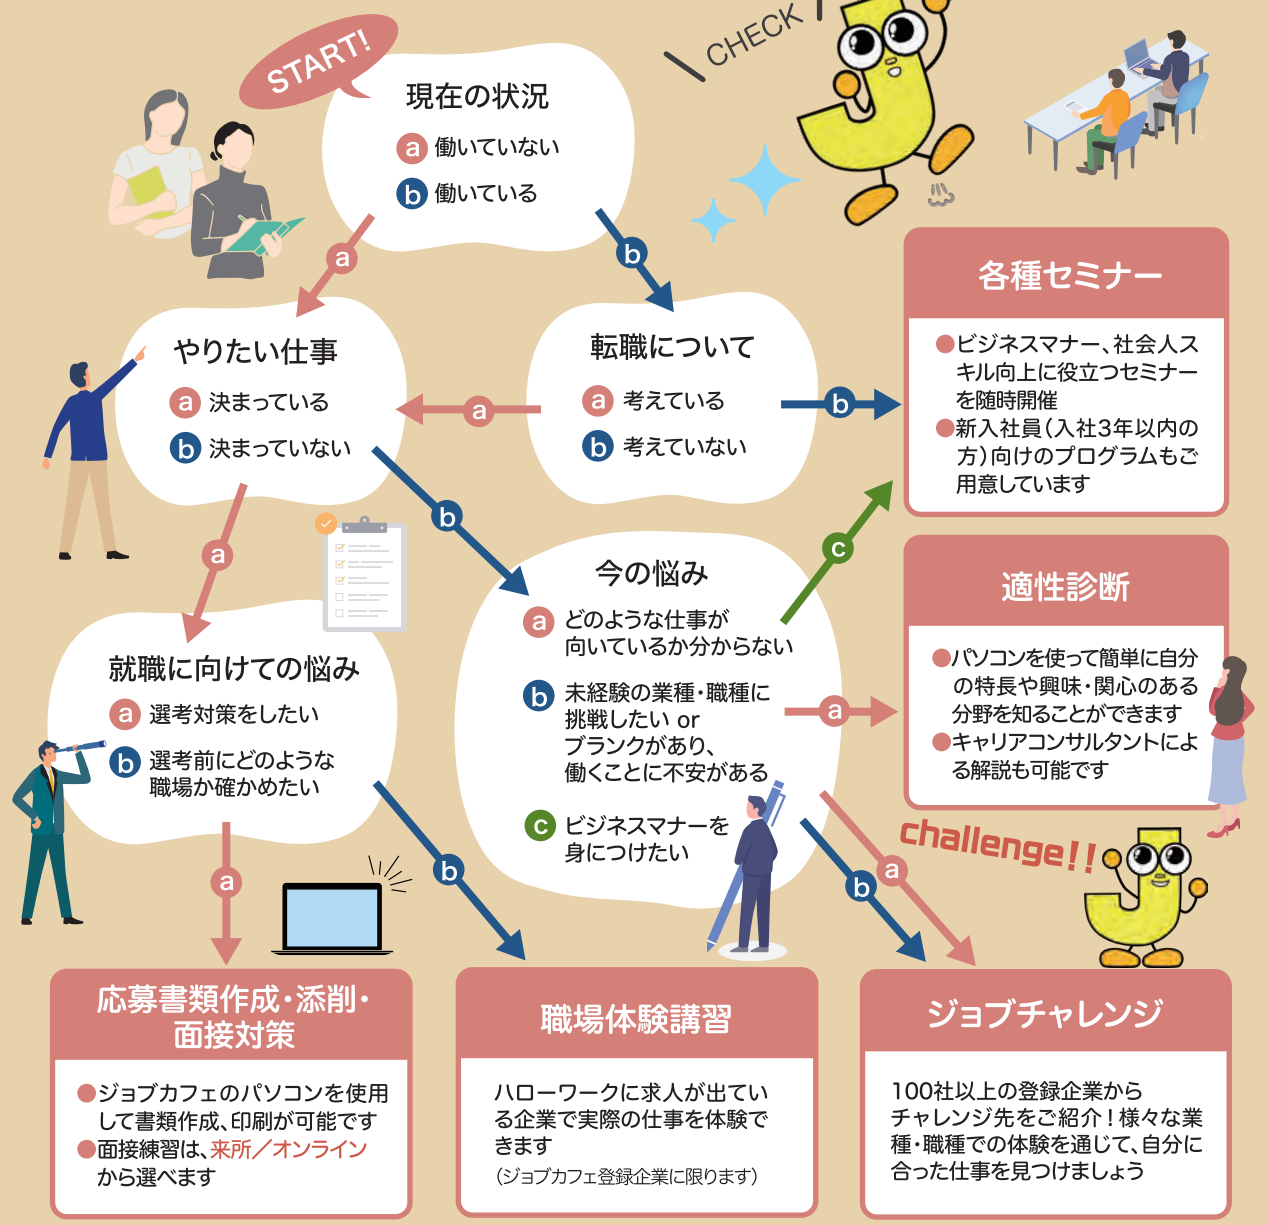 START!
CHECK
現在の状況
a 働いていない
b 働いている
a
b
やりたい仕事
a 決まっている
b 決まっていない
転職について
a 考えている
b 考えていない
a
b
各種セミナー
●ビジネスマナー、社会人ス
キル向上に役立つセミナー
を随時開催
●新入社員(入社3年以内の
方)向けのプログラムもご
用意しています
a
b
c
今の悩み
a どのような仕事が
向いているか分からない
b 未経験の業種・職種に
挑戦したい or
ブランクがあり、
働くことに不安がある
c ビジネスマナーを
身につけたい
a
適性診断
●パソコンを使って簡単に自分
の特長や興味・関心のある
分野を知ることができます
●キャリアコンサルタントによ
る解説も可能です
就職に向けての悩み
a 選考対策をしたい
b 選考前にどのような
職場か確かめたい
a
b
b
a
challenge!!
応募書類作成・添削・
面接対策
●ジョブカフェのパソコンを使用
して書類作成、印刷が可能です
●面接練習は、来所／オンライン
から選べます
職場体験講習
ハローワークに求人が出てい
る企業で実際の仕事を体験で
きます
(ジョブカフェ登録企業に限ります)
ジョブチャレンジ
100社以上の登録企業から
チャレンジ先をご紹介！様々な業
種・職種での体験を通じて、自分に
合った仕事を見つけましょう